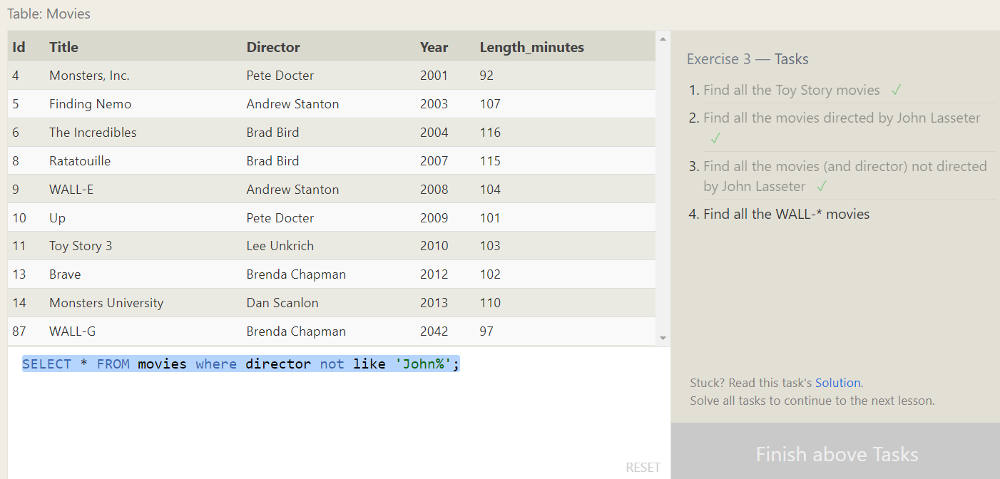 Table: Movies
Id Title Director Year Length_minutes
4 Monsters, Inc. Pete Docter 2001 92
5 Finding Nemo Andrew Stanton 2003 107
6 The Incredibles Brad Bird 2004 116
8 Ratatouille Brad Bird 2007 115
9 WALL-E Andrew Stanton 2008 104
10 Up Pete Docter 2009 101
11 Toy Story 3 Lee Unkrich 2010 103
13 Brave Brenda Chapman 2012 102
14 Monsters University Dan Scanlon 2013 110
87 WALL-G Brenda Chapman 2042 97
SELECT * FROM movies where director not like 'John%';
RESET
Exercise 3 — Tasks
1. Find all the Toy Story movies ✓
2. Find all the movies directed by John Lasseter
✓
3. Find all the movies (and director) not directed
by John Lasseter ✓
4. Find all the WALL-* movies
Stuck? Read this task's Solution.
Solve all tasks to continue to the next lesson.
Finish above Tasks